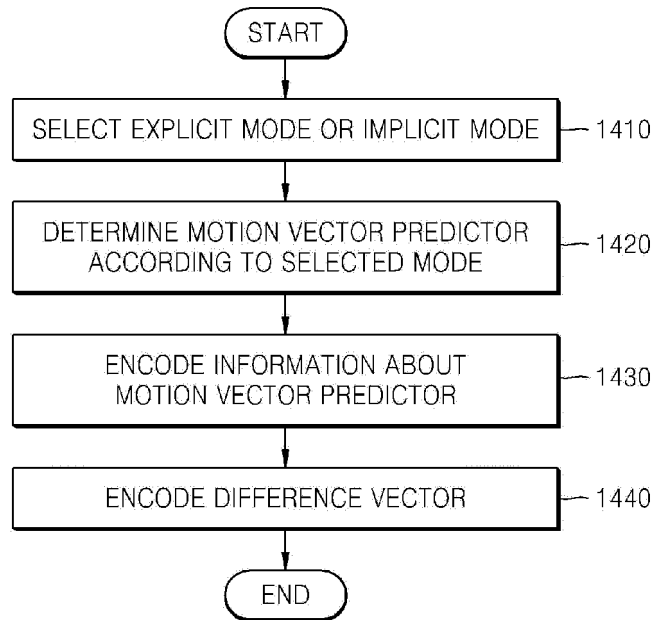 START
SELECT EXPLICIT MODE OR IMPLICIT MODE
1410
DETERMINE MOTION VECTOR PREDICTOR
ACCORDING TO SELECTED MODE
1420
ENCODE INFORMATION ABOUT
MOTION VECTOR PREDICTOR
1430
ENCODE DIFFERENCE VECTOR
1440
END